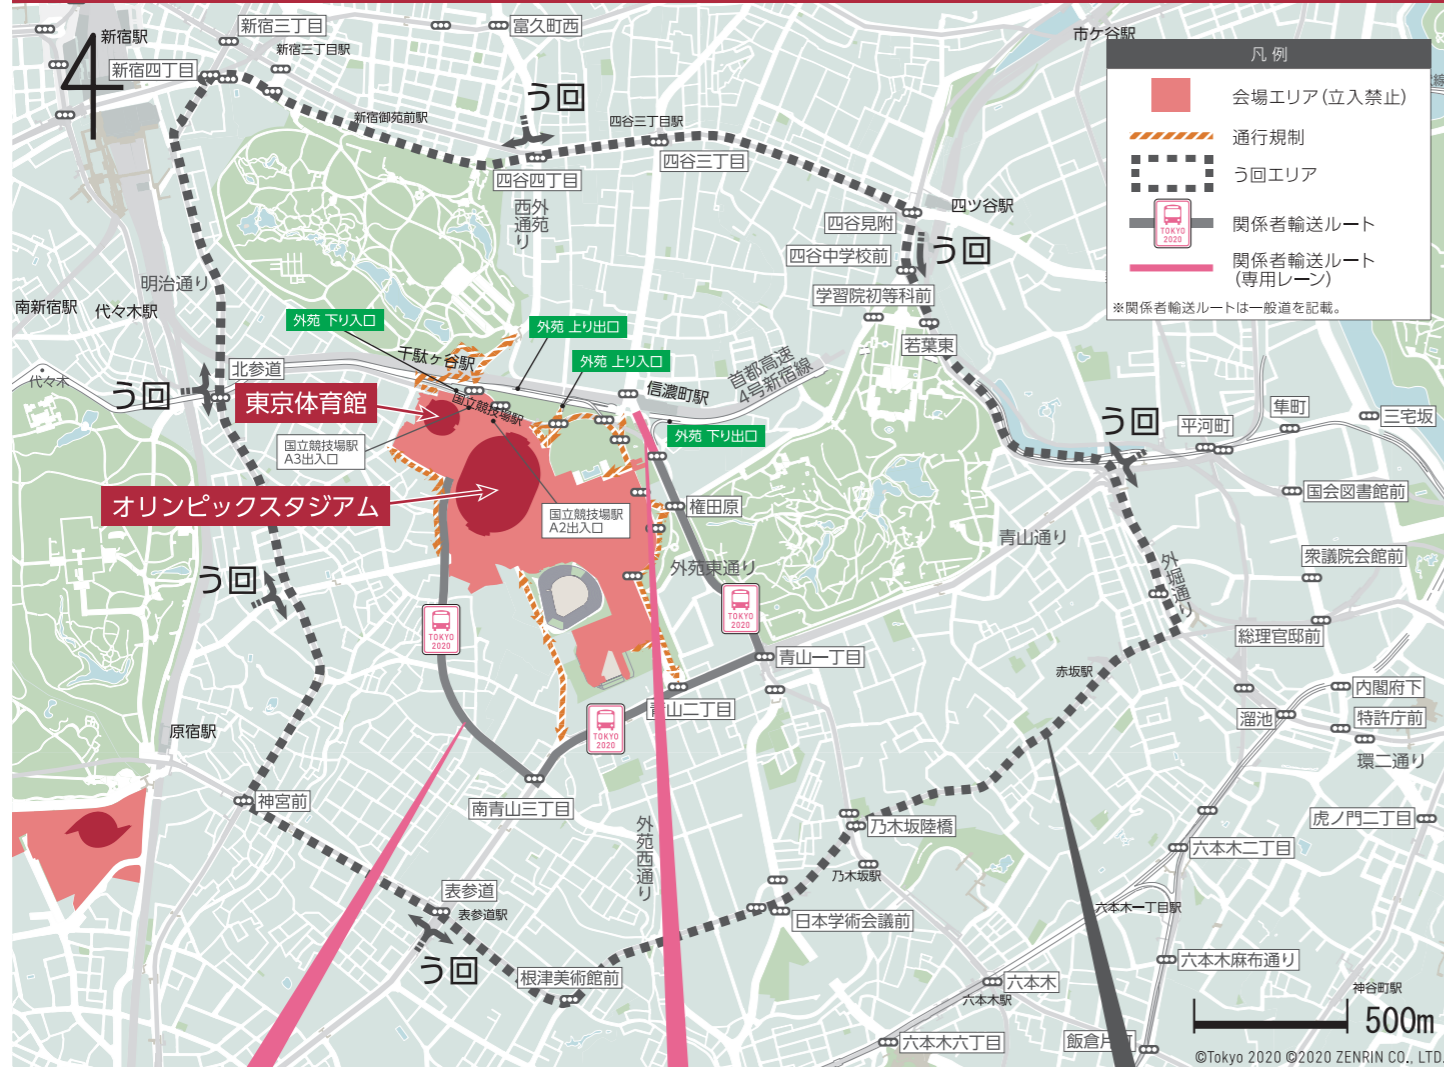 新宿駅
新宿三丁目
新宿三丁目駅
富久町西
市ケ谷駅
4
新宿四丁目
新宿御苑前駅
う回
四谷三丁目駅
四谷三丁目
四谷四丁目
西外
通苑
り
四谷見附
四ツ谷駅
四谷中学校前
う回
学習院初等科前
若葉東
凡例
会場エリア（立入禁止）
通行規制
う回エリア
TOKYO
2020
関係者輸送ルート
関係者輸送ルート
（専用レーン）
※関係者輸送ルートは一般道を記載。
明治通り
南新宿駅
代々木駅
代々木
う回
北参道
外苑 下り入口
外苑 上り出口
外苑 上り入口
外苑 下り出口
千駄ヶ谷駅
国立競技場駅
信濃町駅
首都高速
4号新宿線
東京体育館
国立競技場駅
A3出入口
オリンピックスタジアム
国立競技場駅
A2出入口
権田原
外苑東通り
青山通り
う回
平河町
隼町
三宅坂
国会図書館前
衆議院会館前
外堀通り
総理官邸前
う回
TOKYO
2020
TOKYO
2020
TOKYO
2020
青山一丁目
青山二丁目
赤坂駅
内閣府下
溜池
特許庁前
環二通り
原宿駅
神宮前
南青山三丁目
外苑西通り
乃木坂陸橋
乃木坂駅
虎ノ門二丁目
六本木二丁目
表参道
表参道駅
う回
根津美術館前
日本学術会議前
六本木一丁目駅
六本木麻布通り
六本木
六本木駅
神谷町駅
六本木六丁目
飯倉片町
500m
©Tokyo 2020 ©2020 ZENRIN CO., LTD.